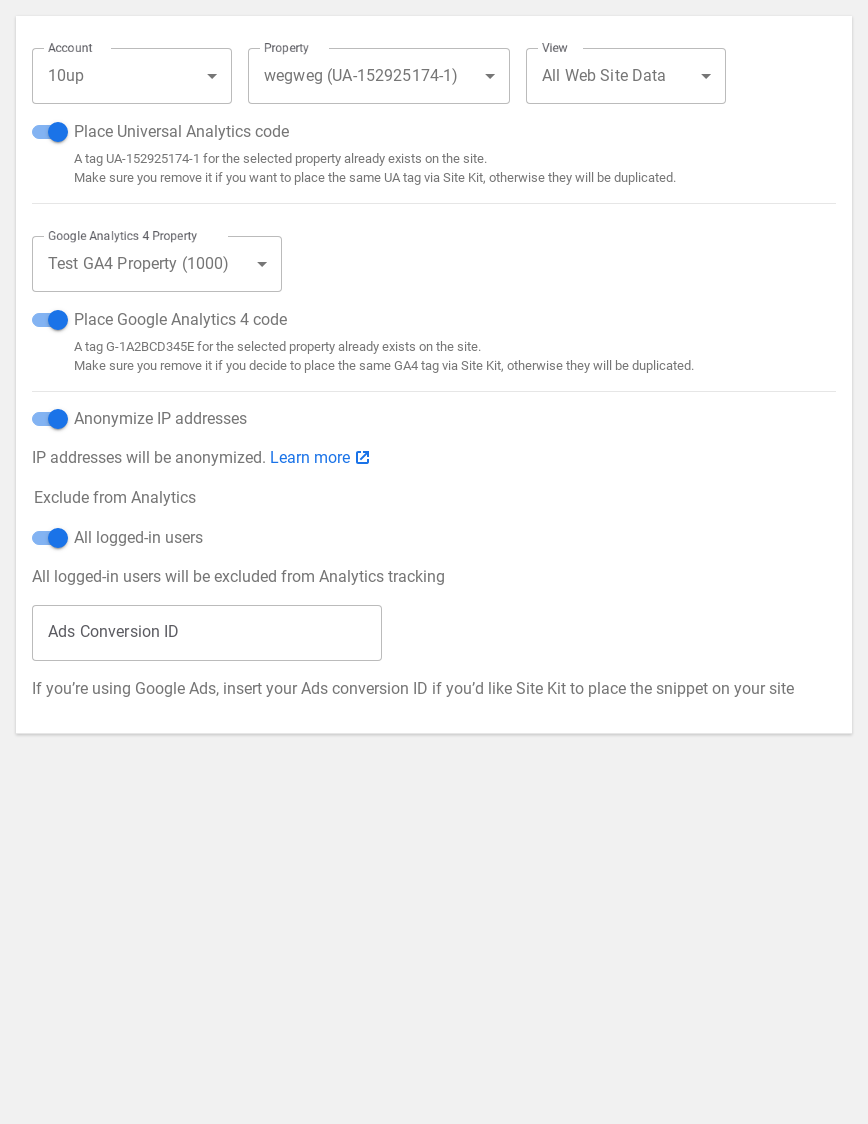 Account
10up
Property
wegweg (UA-152925174-1)
View
All Web Site Data
Place Universal Analytics code
A tag UA-152925174-1 for the selected property already exists on the site.
Make sure you remove it if you want to place the same UA tag via Site Kit, otherwise they will be duplicated.
Google Analytics 4 Property
Test GA4 Property (1000)
Place Google Analytics 4 code
A tag G-1A2BCD345E for the selected property already exists on the site.
Make sure you remove it if you decide to place the same GA4 tag via Site Kit, otherwise they will be duplicated.
Anonymize IP addresses
IP addresses will be anonymized. Learn more
Exclude from Analytics
All logged-in users
All logged-in users will be excluded from Analytics tracking
Ads Conversion ID
If you’re using Google Ads, insert your Ads conversion ID if you’d like Site Kit to place the snippet on your site